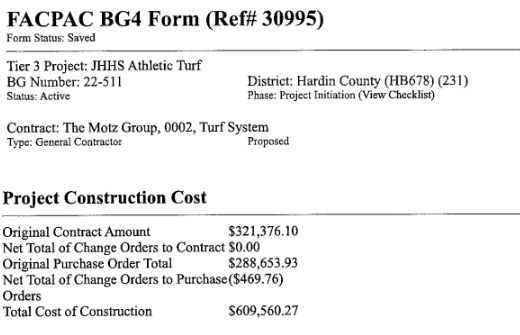 FACPAC BG4 Form (Ref# 30995)
Form Status: Saved
Tier 3 Project: JHHS Athletic Turf
BG Number: 22-511 District: Hardin County (HB678) (231)
Status: Active Phase: Project Initiation (View Checklist)
Contract: The Motz Group, 0002, Turf System
Type: General Contractor Proposed
Project Construction Cost
Original Contract Amount $321,376.10
Net Total of Change Orders to Contract $0.00
Original Purchase Order Total $288,653.93
Net Total of Change Orders to Purchase ($469.76)
Orders
Total Cost of Construction $609,560.27